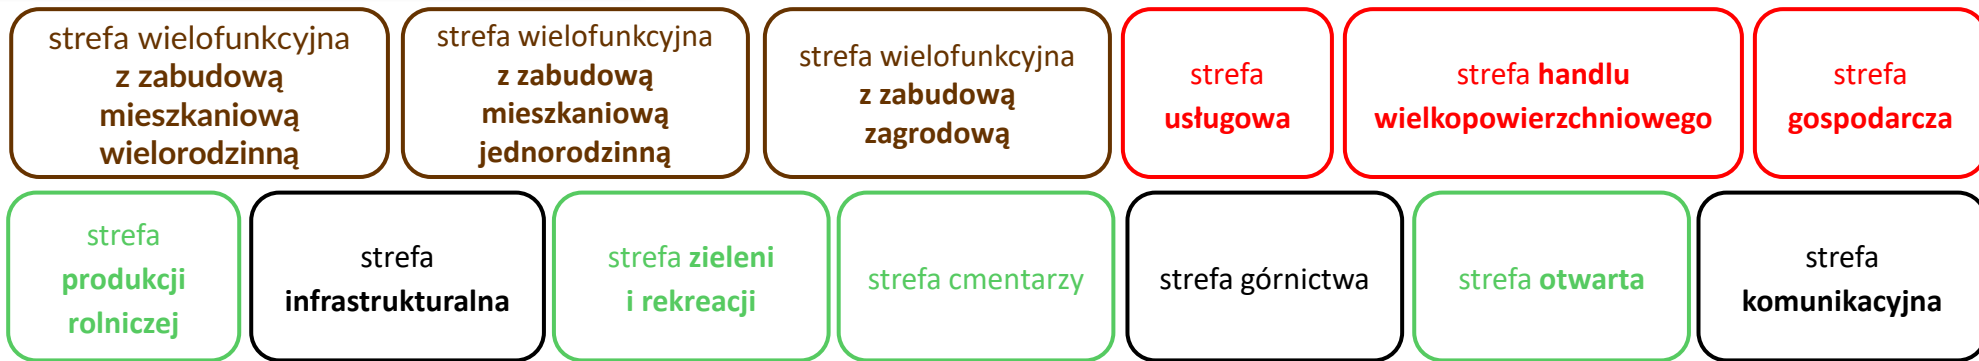 strefa wielofunkcyjna
z zabudową
mieszkaniową
wielorodzinną
strefa wielofunkcyjna
z zabudową
mieszkaniową
jednorodzinną
strefa wielofunkcyjna
z zabudową
zagrodową
strefa
usługowa
strefa handlu
wielkopowierzchniowego
strefa
gospodarcza
strefa
produkcji
rolniczej
strefa
infrastrukturalna
strefa zieleni
i rekreacji
strefa cmentarzy
strefa górnictwa
strefa otwarta
strefa
komunikacyjna